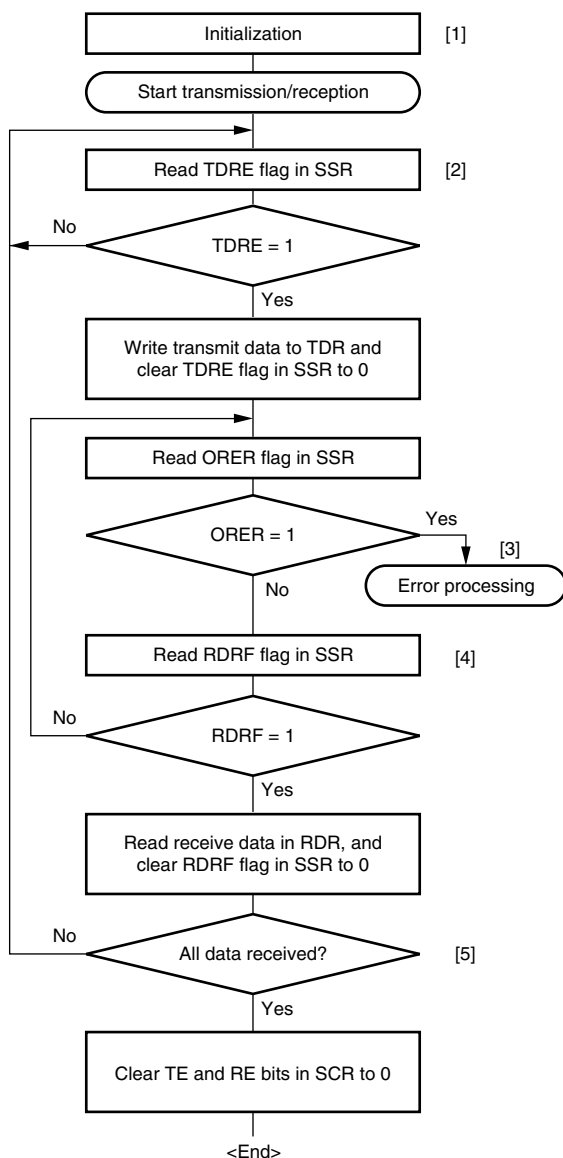 Initialization
[1]
Start transmission/reception
Read TDRE flag in SSR
[2]
No
TDRE = 1
Yes
Write transmit data to TDR and
clear TDRE flag in SSR to 0
Read ORER flag in SSR
ORER = 1
Yes
[3]
Error processing
No
Read RDRF flag in SSR
[4]
No
RDRF = 1
Yes
Read receive data in RDR, and
clear RDRF flag in SSR to 0
No
All data received?
[5]
Yes
Clear TE and RE bits in SCR to 0
<End>